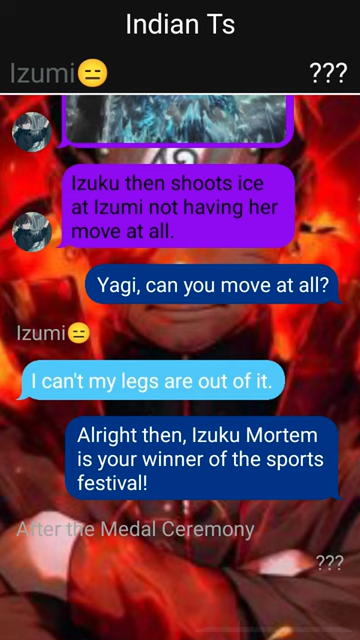 Indian Ts
Izumi😑 ???
Izuku then shoots ice
at Izumi not having her
move at all.
Yagi, can you move at all?
Izumi😑
I can't my legs are out of it.
Alright then, Izuku Mortem
is your winner of the sports
festival!
After the Medal Ceremony
???